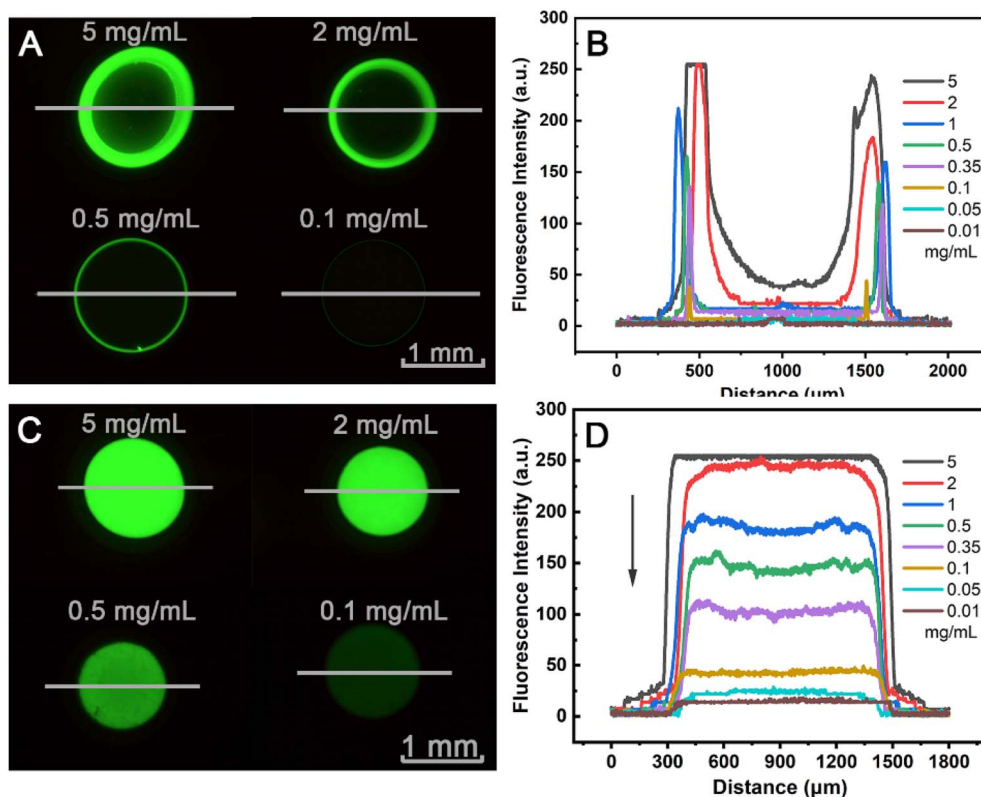 A
5 mg/mL
2 mg/mL
0.5 mg/mL
0.1 mg/mL
1 mm
B
Fluorescence Intensity (a.u.)
300
250
200
150
100
50
0
5
2
1
0.5
0.35
0.1
0.05
0.01
mg/mL
0
500
1000
1500
2000
Distance (μm)
C
5 mg/mL
2 mg/mL
0.5 mg/mL
0.1 mg/mL
1 mm
D
Fluorescence Intensity (a.u.)
300
250
200
150
100
50
0
5
2
1
0.5
0.35
0.1
0.05
0.01
mg/mL
0
300
600
900
1200
1500
1800
Distance (μm)